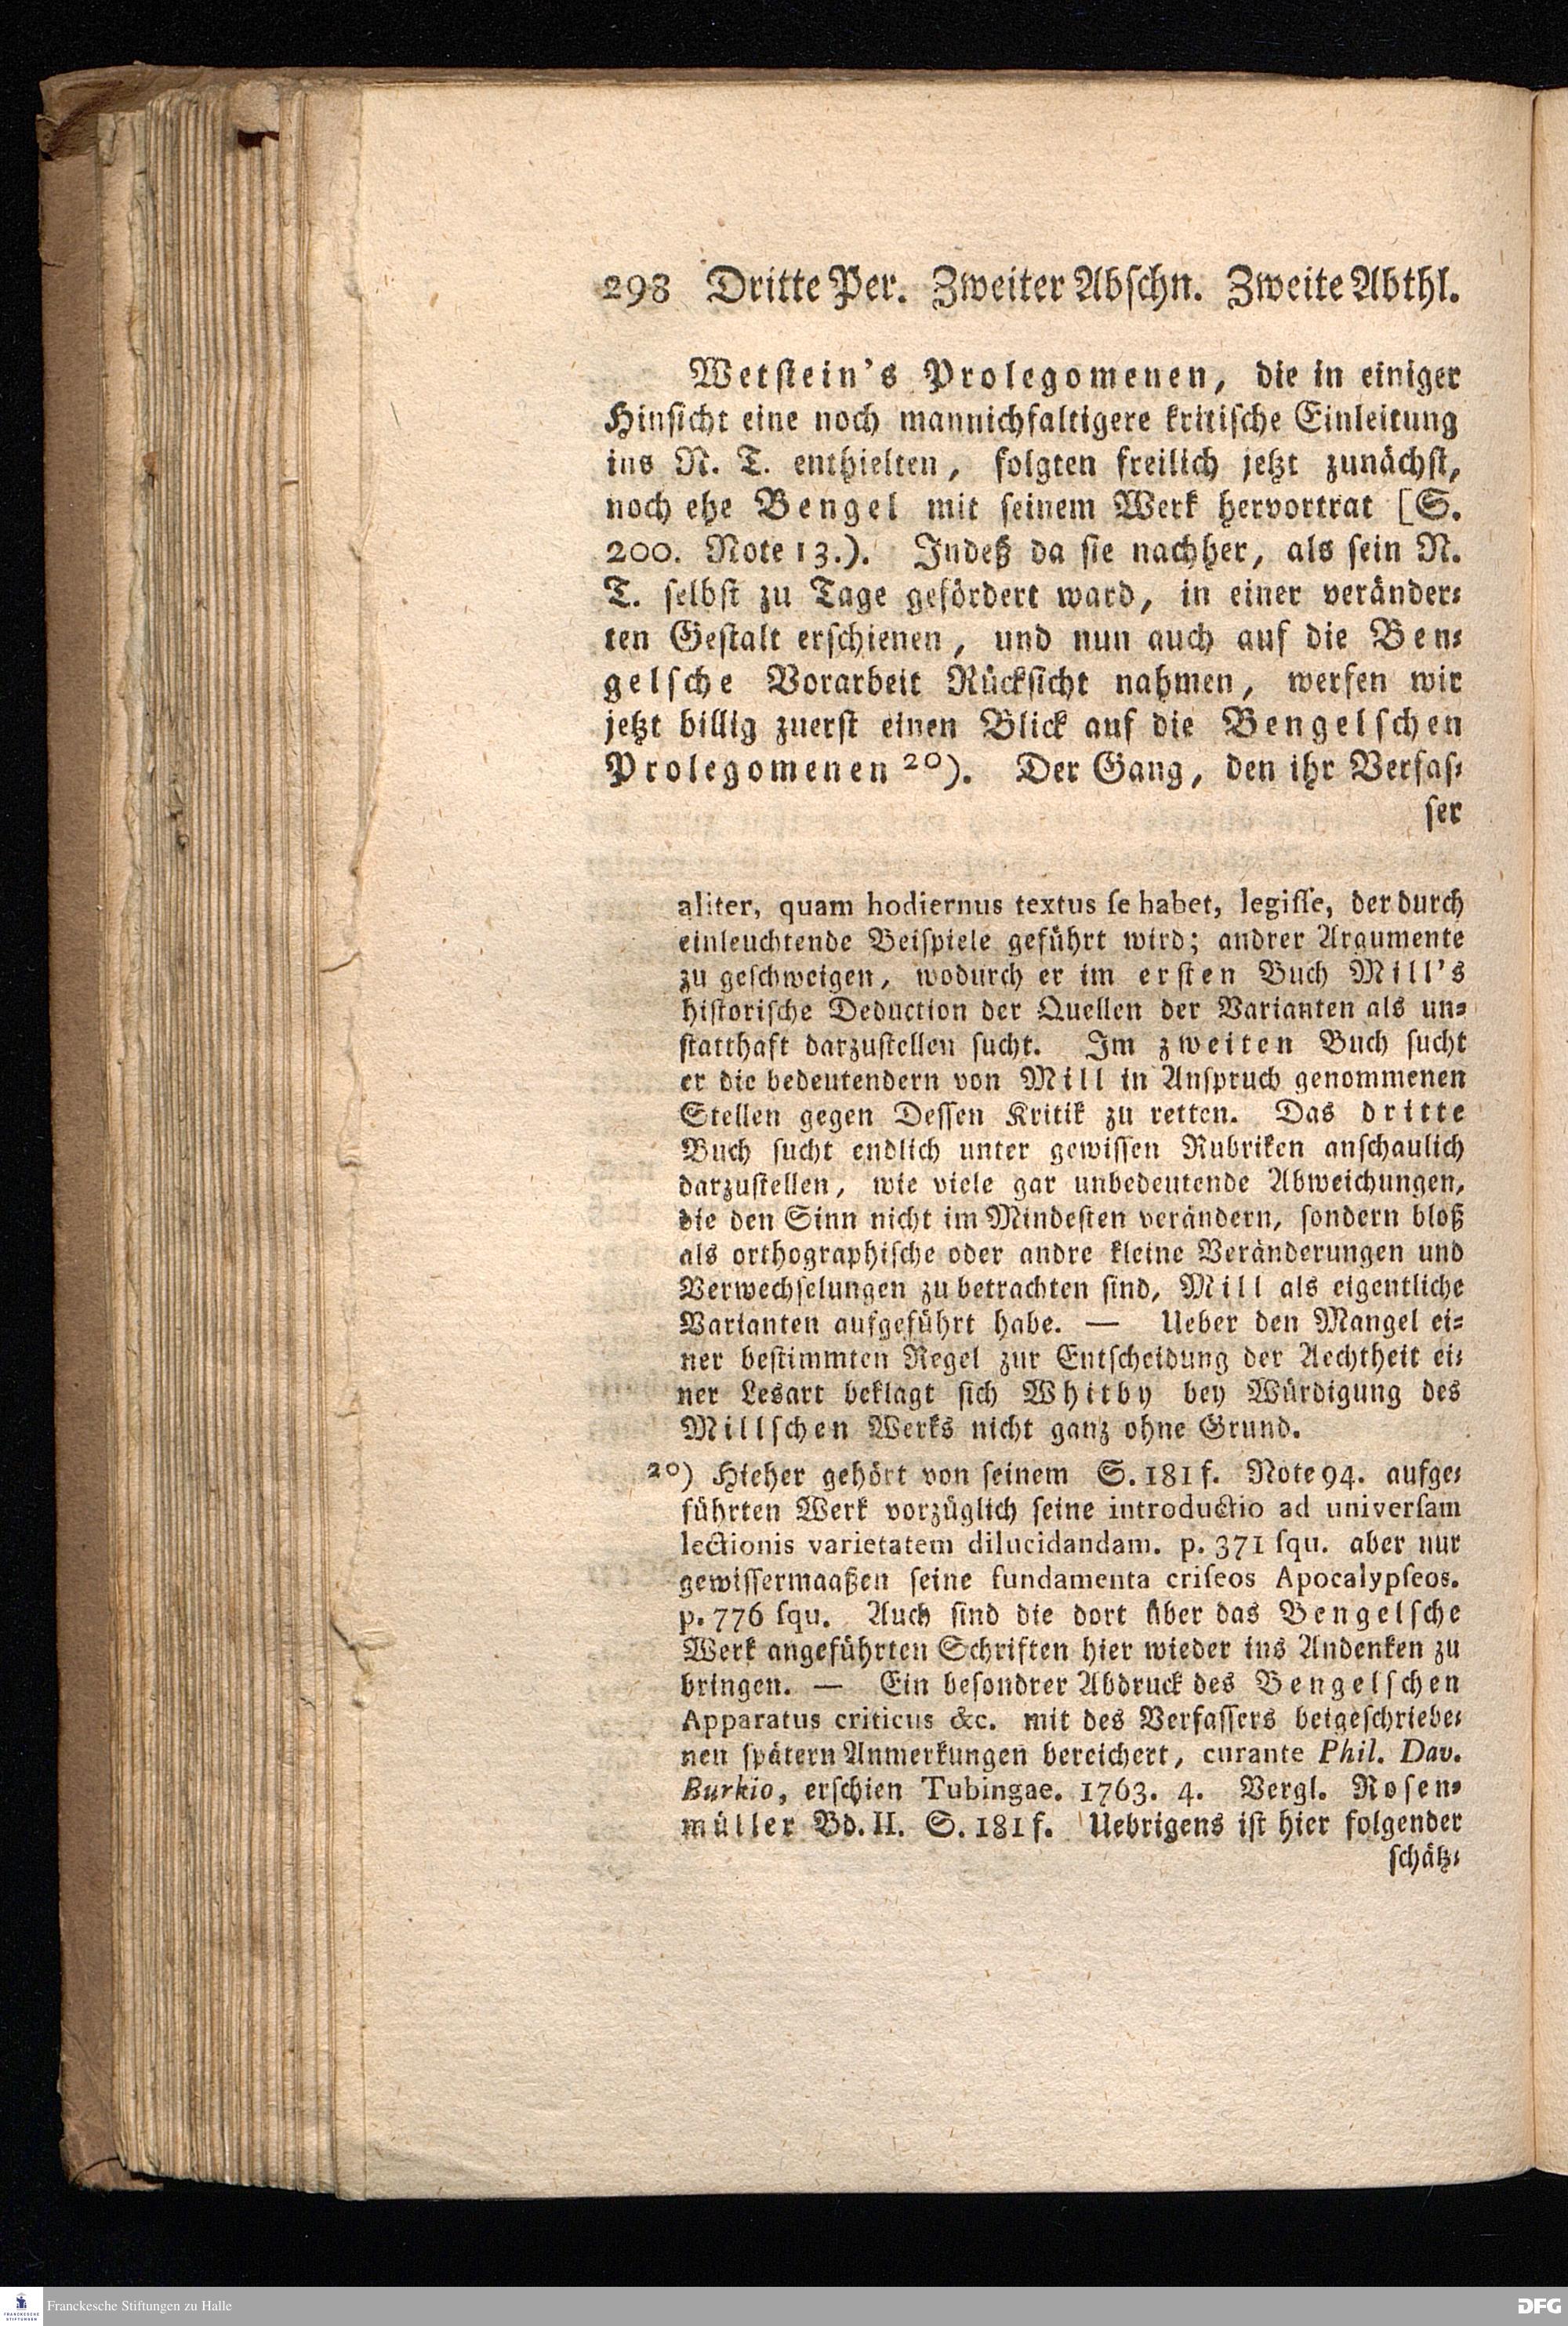 298 Dritte Per. Zweiter Abschn. Zweite Abthl.
Wetstein's Prolegomenen, die in einiger
Hinsicht eine noch mannichfaltigere kritische Einleitung
ins N. T. enthielten, folgten freilich jetzt zunächst,
noch ehe Bengel mit seinem Werk hervortrat [S.
200. Note 13.). Indeß da sie nachher, als sein N.
T. selbst zu Tage gefördert ward, in einer veränder-
ten Gestalt erschienen, und nun auch auf die Ben-
gelsche Vorarbeit Rücksicht nahmen, werfen wir
jetzt billig zuerst einen Blick auf die Bengelschen
Prolegomenen 20). Der Gang, den ihr Verfas-
ser
aliter, quam hodiernus textus se habet, legisse, der durch
einleuchtende Beispiele geführt wird; andrer Argumente
zu geschweigen, wodurch er im ersten Buch Mill's
historische Deduction der Quellen der Varianten als un-
statthaft darzustellen sucht. Im zweiten Buch sucht
er die bedeutendern von Mill in Anspruch genommenen
Stellen gegen Dessen Kritik zu retten. Das dritte
Buch sucht endlich unter gewissen Rubriken anschaulich
darzustellen, wie viele gar unbedeutende Abweichungen,
die den Sinn nicht im Mindesten verändern, sondern bloß
als orthographische oder andre kleine Veränderungen und
Verwechselungen zu betrachten sind, Mill als eigentliche
Varianten aufgeführt habe. — Ueber den Mangel ei-
ner bestimmten Regel zur Entscheidung der Aechtheit ei-
ner Lesart beklagt sich Whitby bey Würdigung des
Millschen Werks nicht ganz ohne Grund.
20) Hieher gehört von seinem S. 181 f. Note 94. aufge-
führten Werk vorzüglich seine introductio ad universam
lectionis varietatem dilucidandam. p. 371 squ. aber nur
gewissermaaßen seine fundamenta criseos Apocalypseos.
p. 776 squ. Auch sind die dort über das Bengelsche
Werk angeführten Schriften hier wieder ins Andenken zu
bringen. — Ein besondrer Abdruck des Bengelschen
Apparatus criticus &c. mit des Verfassers beigeschriebe-
nen spätern Anmerkungen bereichert, curante Phil. Dav.
Burkio, erschien Tubingae. 1763. 4. Vergl. Rosen-
müller Bd. II. S. 181 f. Uebrigens ist hier folgender
schätz-
Franckesche Stiftungen zu Halle
DFG